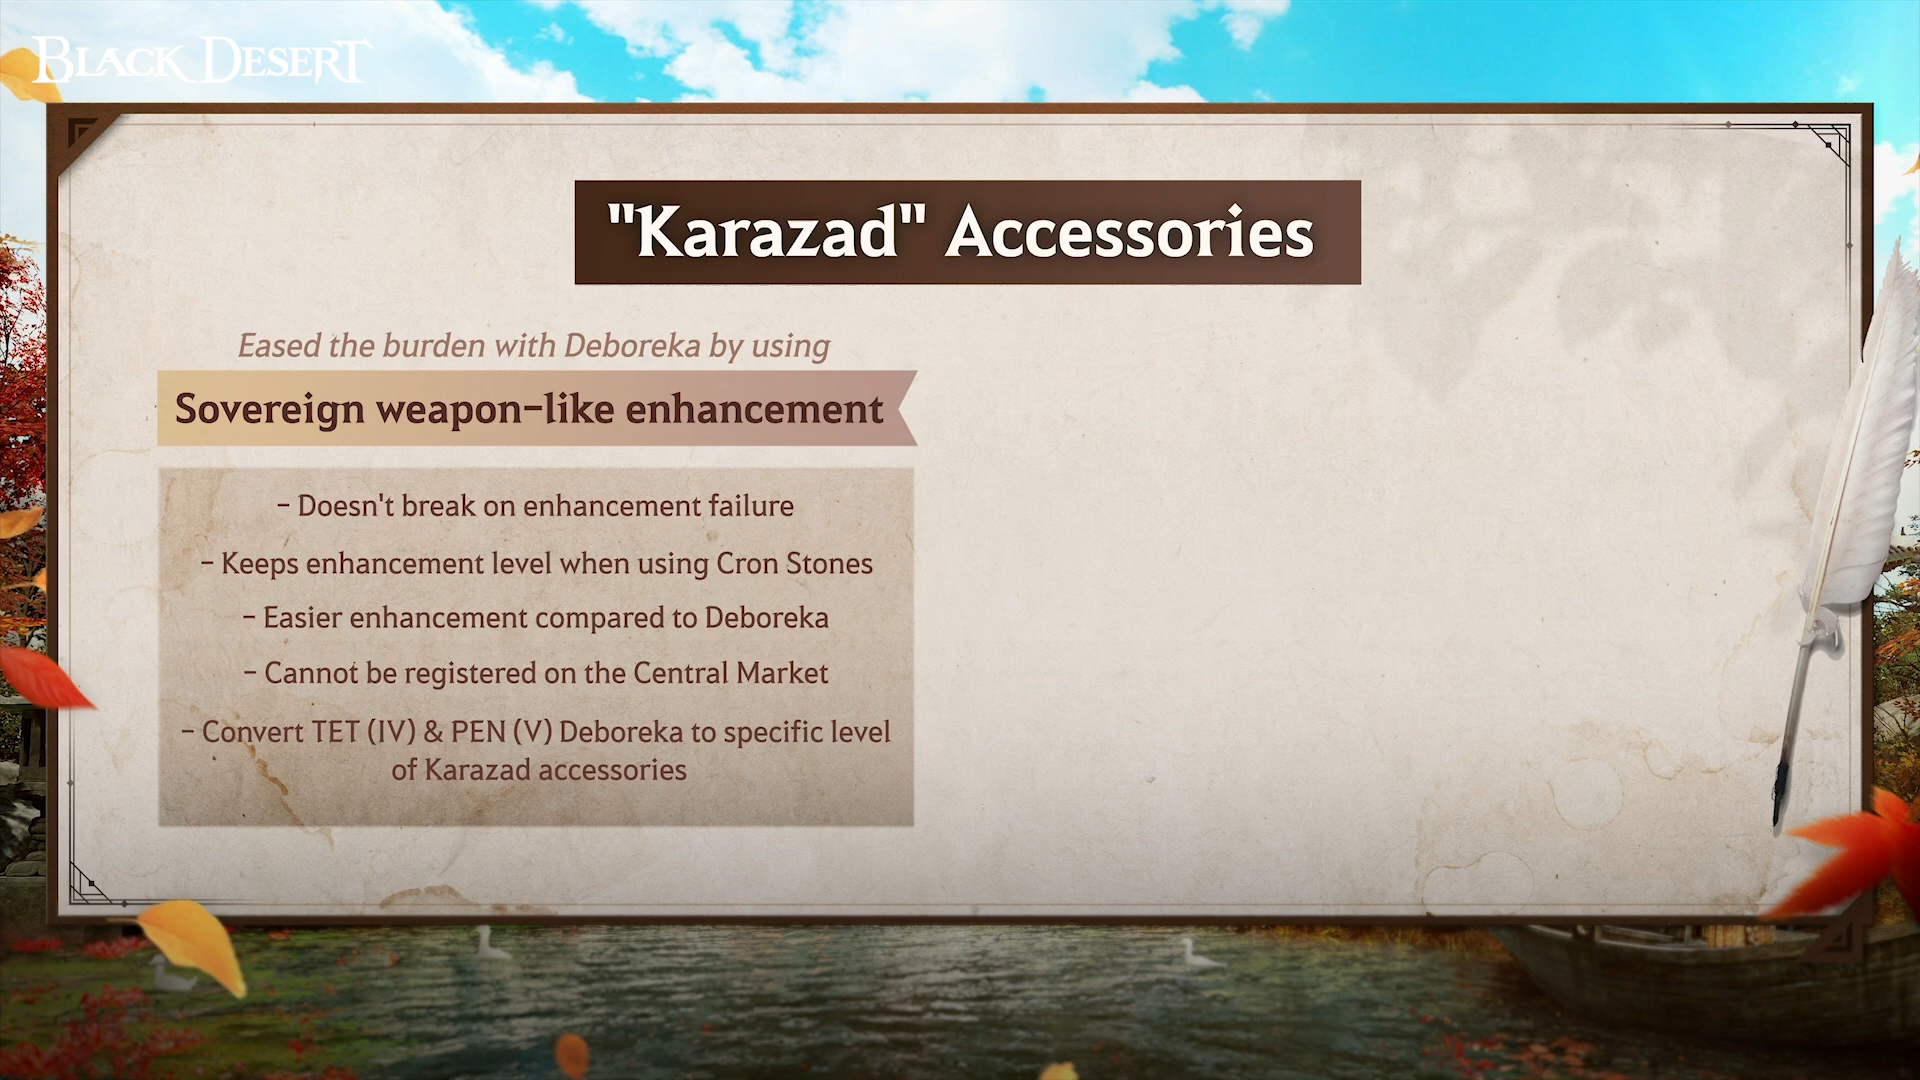 BLACK DESERT
"Karazad" Accessories
Eased the burden with Deboreka by using
Sovereign weapon-like enhancement
- Doesn't break on enhancement failure
- Keeps enhancement level when using Cron Stones
- Easier enhancement compared to Deboreka
- Cannot be registered on the Central Market
- Convert TET (IV) & PEN (V) Deboreka to specific level
of Karazad accessories